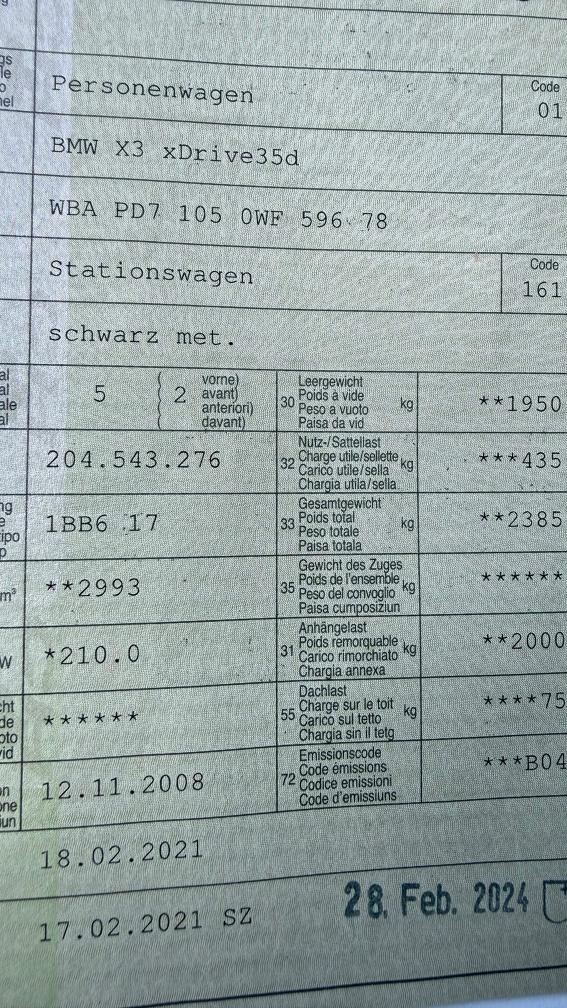 Personenwagen
Code
01
BMW X3 xDrive35d
WBA PD7 105 0WF 596 78
Stationswagen
Code
161
schwarz met.
5 ( 2 vorne)
avant)
anteriori)
davant)
30 Leergewicht
Poids à vide
Peso a vuoto
Paisa da vid
kg
**1950
204.543.276
32 Nutz-/Sattellast
Charge utile/sellette
Carico utile/sella
Chargia utila/sella
kg
***435
1BB6 17
33 Gesamtgewicht
Poids total
Peso totale
Paisa totala
kg
**2385
**2993
35 Gewicht des Zuges
Poids de l'ensemble
Peso del convoglio
Paisa cumposiziun
kg
******
*210.0
31 Anhängelast
Poids remorquable
Carico rimorchiato
Chargia annexa
kg
**2000
******
55 Dachlast
Charge sur le toit
Carico sul tetto
Chargia sin il tetg
kg
****75
12.11.2008
72 Emissionscode
Code émissions
Codice emissioni
Code d'emissiuns
***B04
18.02.2021
17.02.2021 SZ
28. Feb. 2024